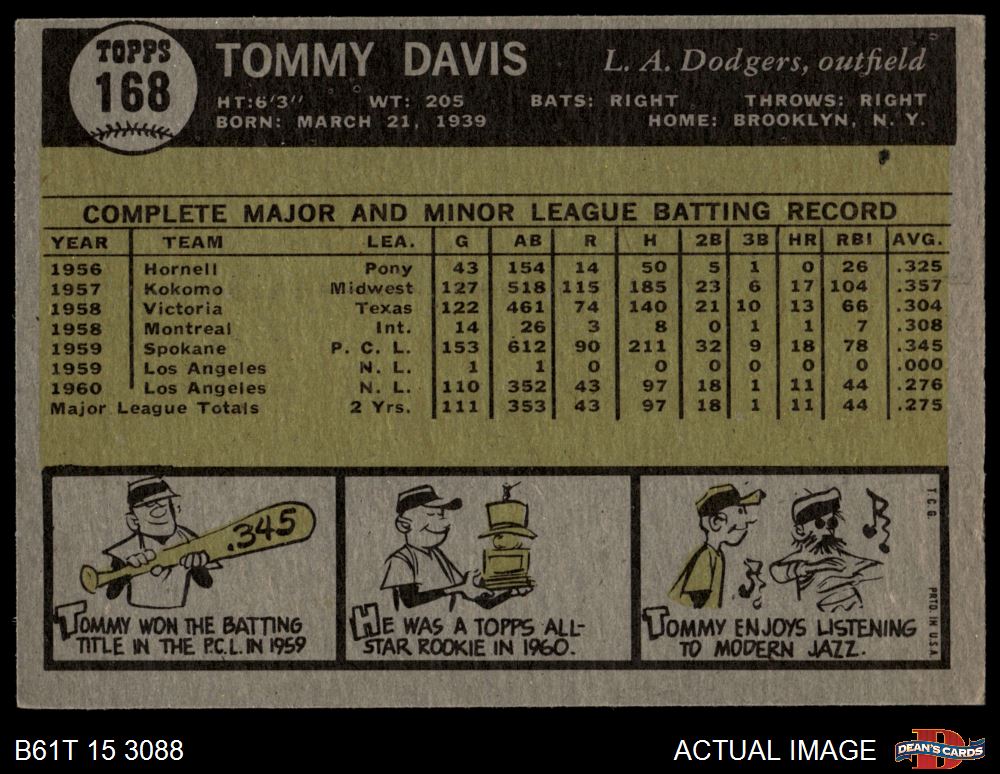 TOPPS
168
TOMMY DAVIS
L. A. Dodgers, outfield
HT:6'3" WT: 205 BATS: RIGHT THROWS: RIGHT
BORN: MARCH 21, 1939 HOME: BROOKLYN, N. Y.
COMPLETE MAJOR AND MINOR LEAGUE BATTING RECORD
YEAR TEAM LEA. G AB R H 2B 3B HR RBI AVG.
1956 Hornell Pony 43 154 14 50 5 1 0 26 .325
1957 Kokomo Midwest 127 518 115 185 23 6 17 104 .357
1958 Victoria Texas 122 461 74 140 21 10 13 66 .304
1958 Montreal Int. 14 26 3 8 0 1 1 7 .308
1959 Spokane P. C. L. 153 612 90 211 32 9 18 78 .345
1959 Los Angeles N. L. 1 1 0 0 0 0 0 0 .000
1960 Los Angeles N. L. 110 352 43 97 18 1 11 44 .276
Major League Totals 2 Yrs. 111 353 43 97 18 1 11 44 .275
.345
TOMMY WON THE BATTING
TITLE IN THE P.C.L. IN 1959
HE WAS A TOPPS ALL-
STAR ROOKIE IN 1960.
TOMMY ENJOYS LISTENING
TO MODERN JAZZ.
T.C.G.
PRTD. IN U.S.A.
B61T 15 3088
ACTUAL IMAGE
DEAN'S CARDS